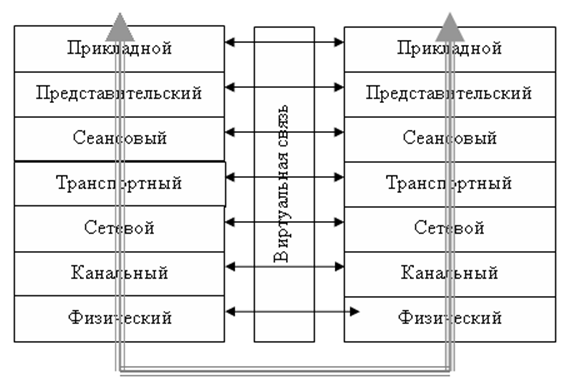 Прикладной
Представительский
Сеансовый
Транспортный
Сетевой
Канальный
Физический
Виртуальная связь
Прикладной
Представительский
Сеансовый
Транспортный
Сетевой
Канальный
Физический